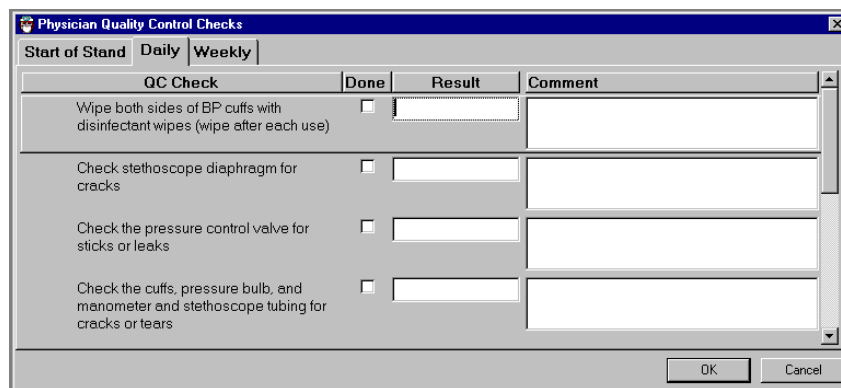 Physician Quality Control Checks
Start of Stand Daily Weekly
QC Check Done Result Comment
Wipe both sides of BP cuffs with
disinfectant wipes (wipe after each use)
Check stethoscope diaphragm for
cracks
Check the pressure control valve for
sticks or leaks
Check the cuffs, pressure bulb, and
manometer and stethoscope tubing for
cracks or tears
OK Cancel